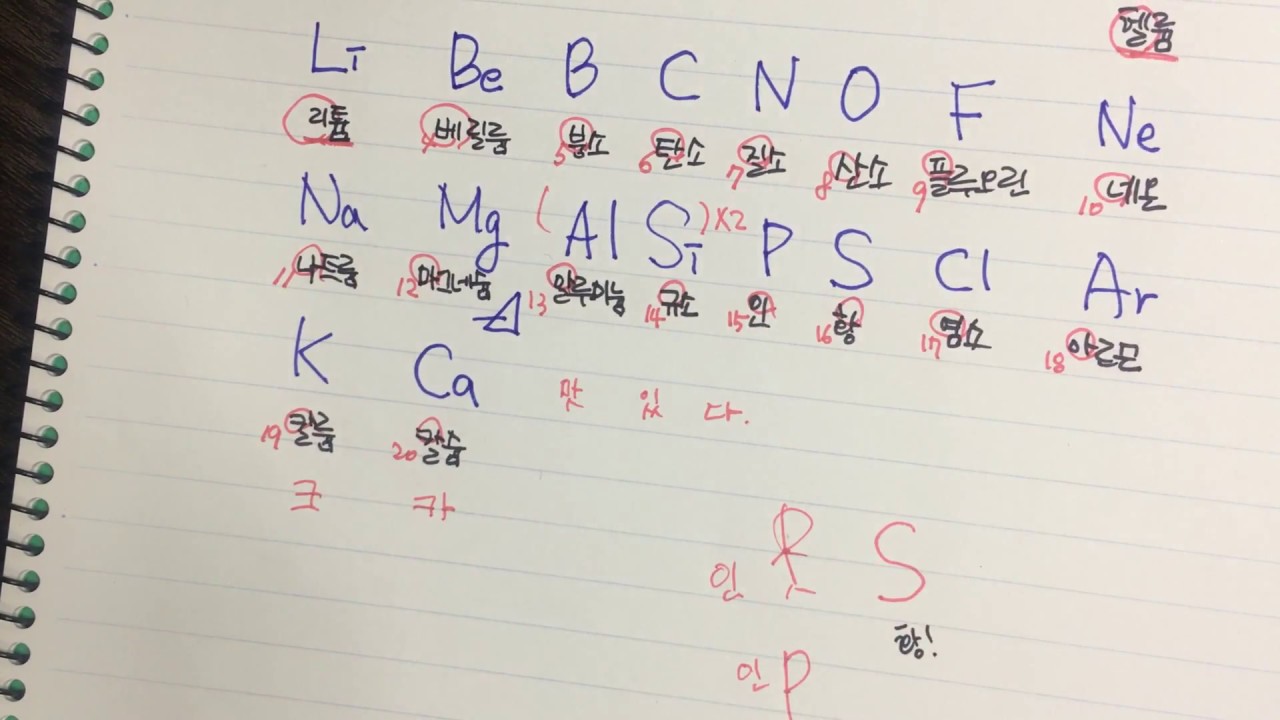 헬륨
Li Be B C N O F Ne
리튬 베릴륨 붕소 탄소 질소 산소 플루오린 네온
5 6 7 8 9 10
Na Mg (Al Si)x2 P S Cl Ar
나트륨 마그네슘 알루미늄 규소 인 황 염소 아르곤
11 12 13 14 15 16 17 18
K Ca 맛 있 다.
19 칼륨 20 칼슘
크 카
인 P S
황!
인 P